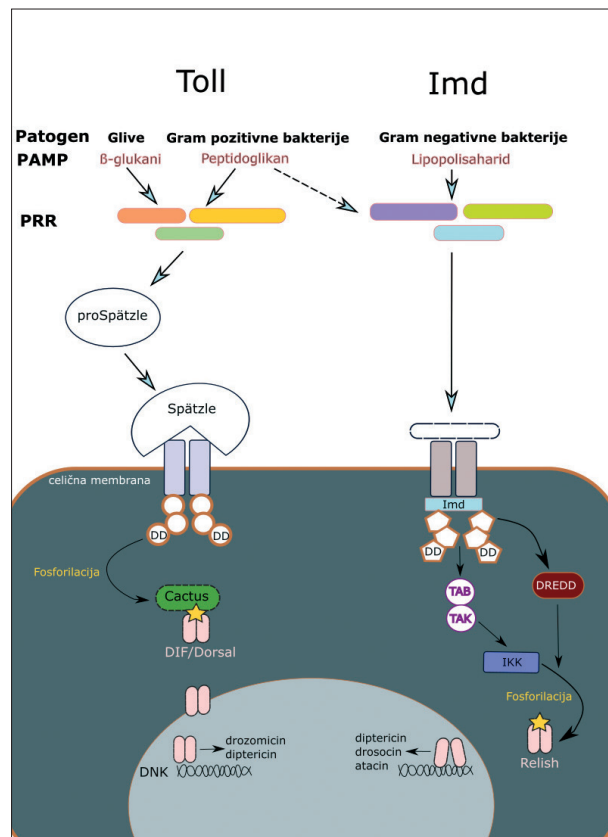 Toll
Imd
Patogen
Glive
Gram pozitivne bakterije
Gram negativne bakterije
PAMP
ß-glukani
Peptidoglikan
Lipopolisaharid
PRR
proSpätzle
Spätzle
celična membrana
Imd
DD
DD
DD
DD
Fosforilacija
Cactus
DIF/Dorsal
TAB
TAK
DREDD
IKK
Fosforilacija
Relish
drozomicin
diptericin
DNK
diptericin
drosocin
atacin